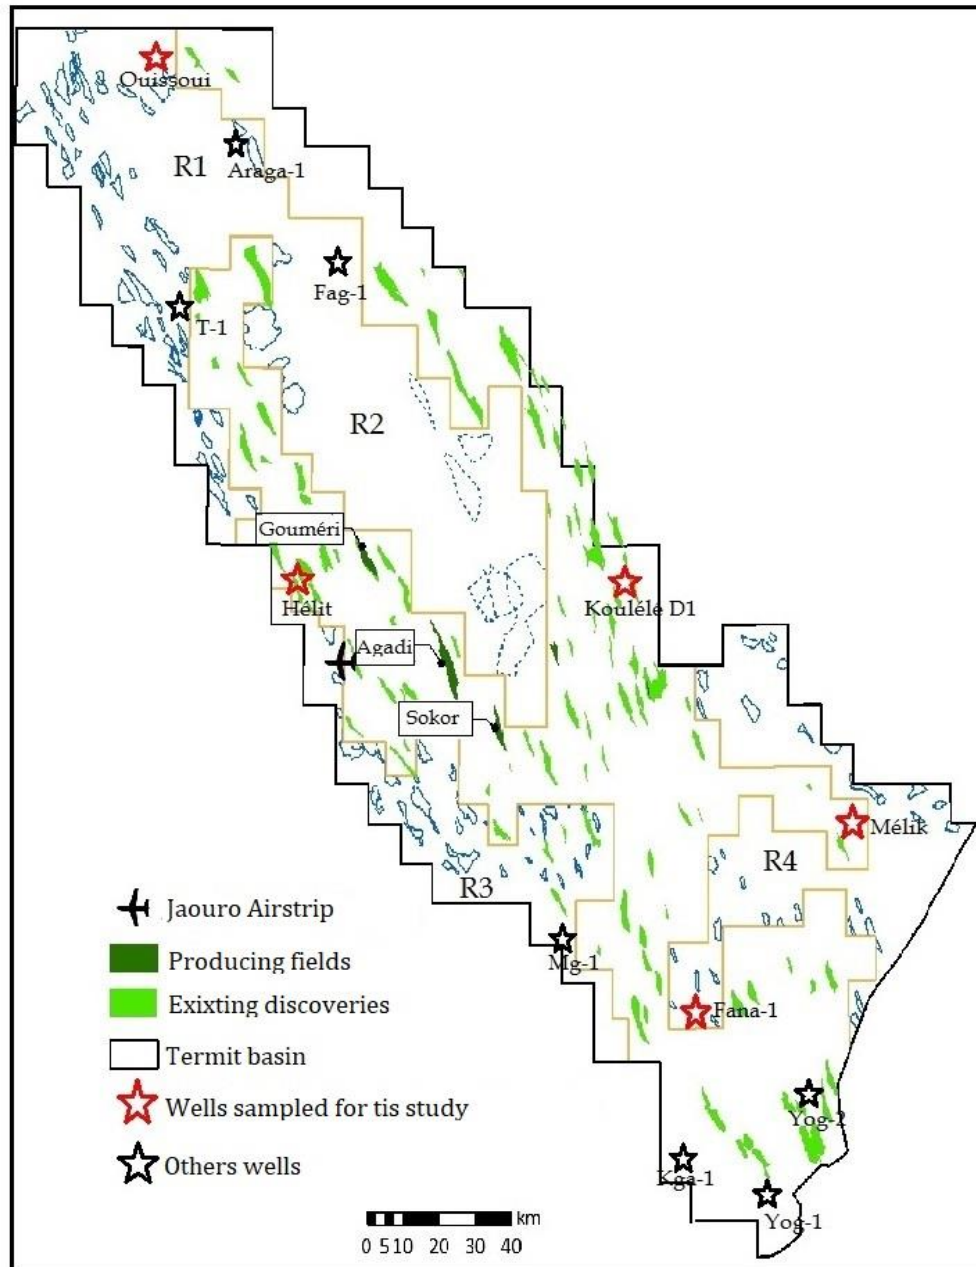 Ouissoui
R1
Araga-1
Fag-1
T-1
R2
Gouméri
Hélit
Kouléle D1
Agadi
Sokor
Mélik
R4
R3
Jaouro Airstrip
Producing fields
Mg-1
Exixting discoveries
Fana-1
Termit basin
Wells sampled for tis study
Yog-2
Others wells
Kga-1
Yog-1
km
0 5 10 20 30 40